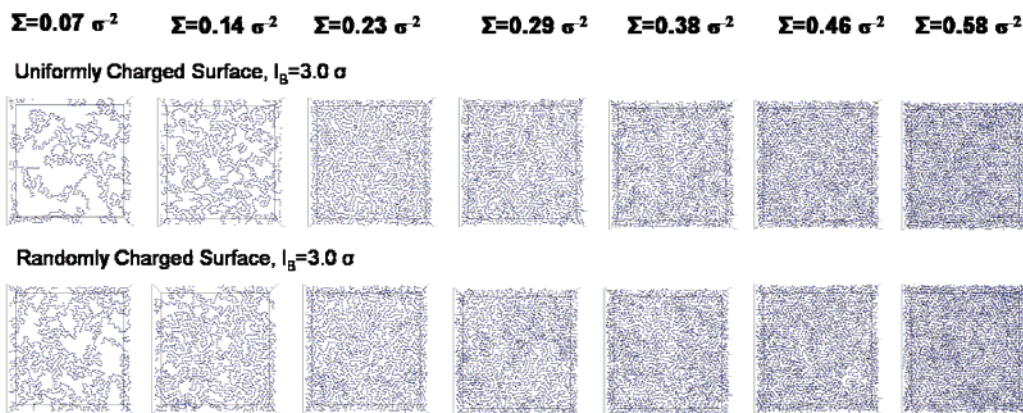 Σ=0.07 σ⁻² Σ=0.14 σ⁻² Σ=0.23 σ⁻² Σ=0.29 σ⁻² Σ=0.38 σ⁻² Σ=0.46 σ⁻² Σ=0.58 σ⁻²
Uniformly Charged Surface, l_B=3.0 σ
Randomly Charged Surface, l_B=3.0 σ